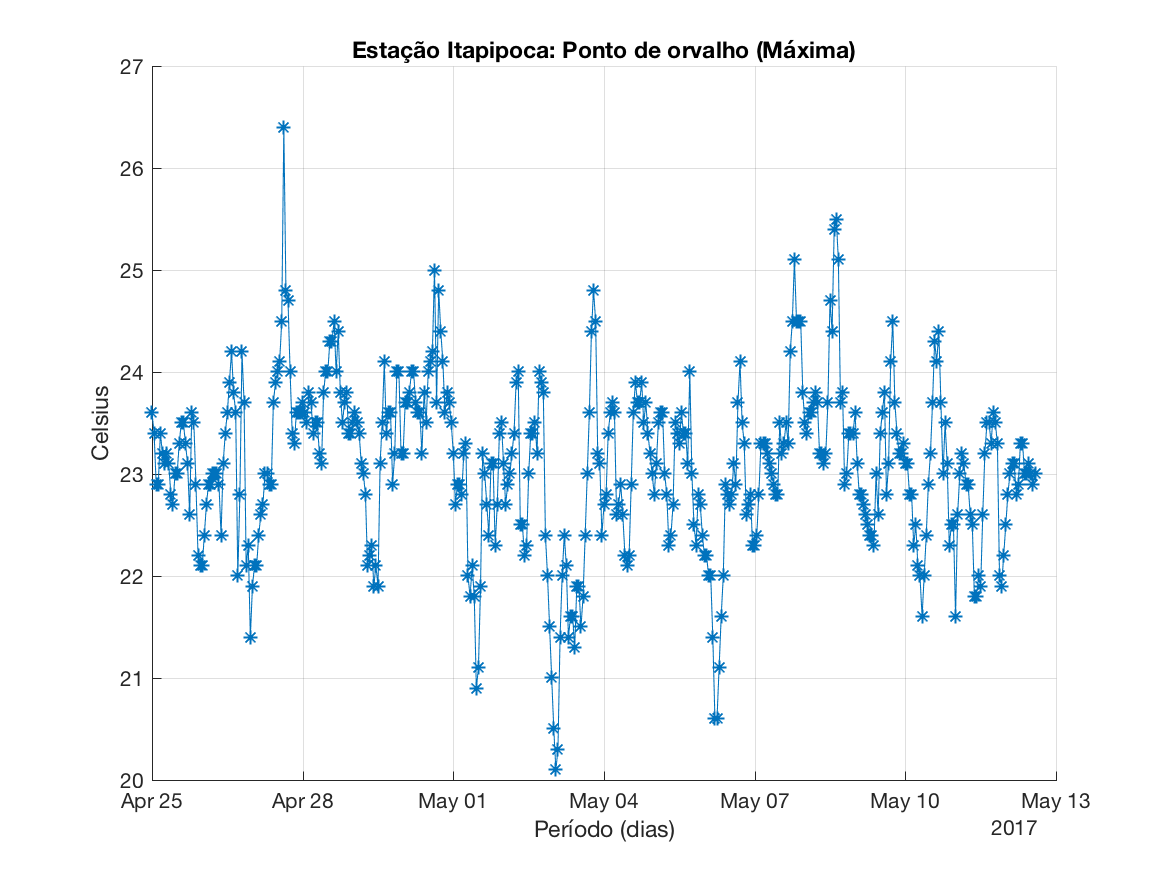 Estação Itapipoca: Ponto de orvalho (Máxima)
27
26
25
24
23
22
21
20
Celsius
Apr 25 Apr 28 May 01 May 04 May 07 May 10 May 13
Período (dias)
2017